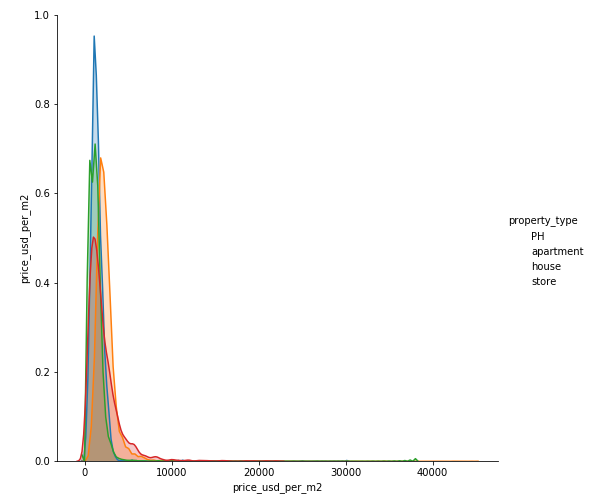 1.0
0.8
0.6
0.4
0.2
0.0
price_usd_per_m2
0
10000
20000
30000
40000
price_usd_per_m2
property_type
PH
apartment
house
store